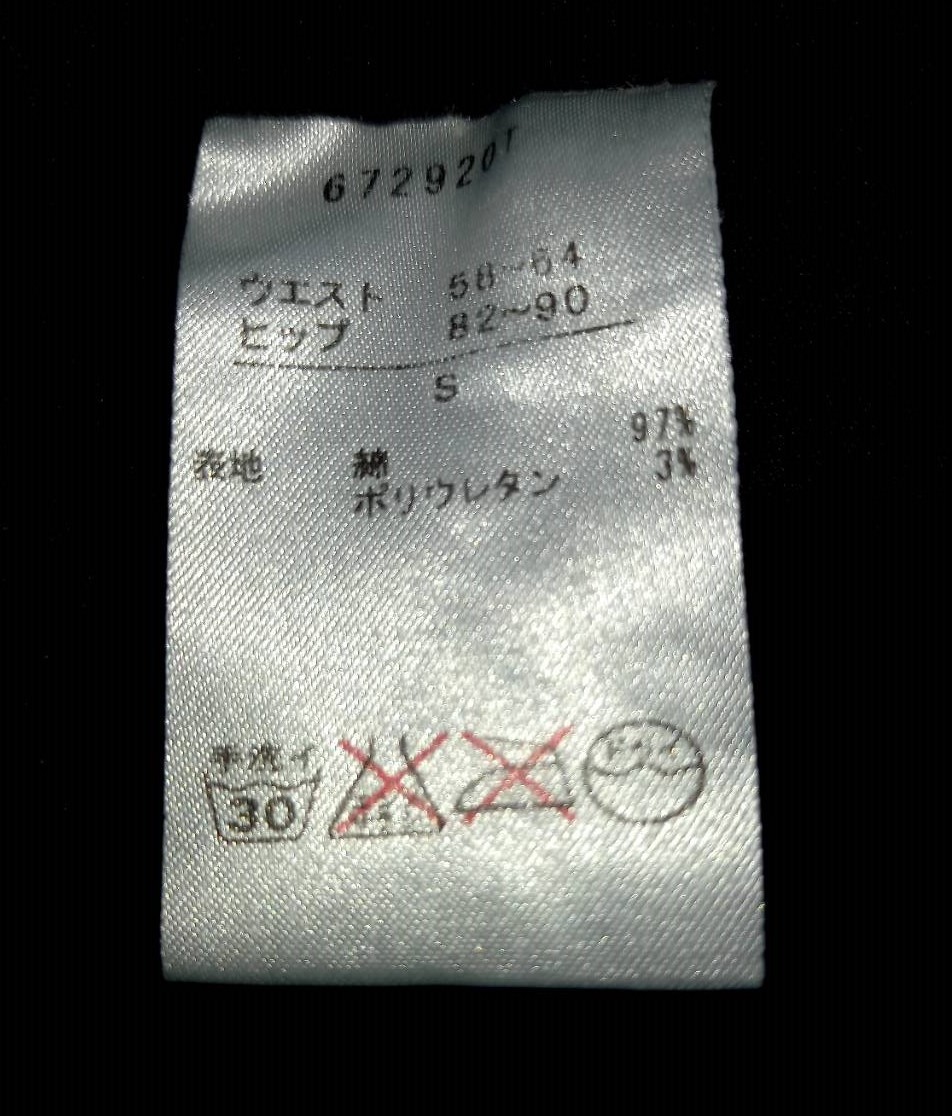 672920T
ウエスト 58~64
ヒップ 82~90
S
表地 綿 97%
ポリウレタン 3%
手洗イ
30
ドライ